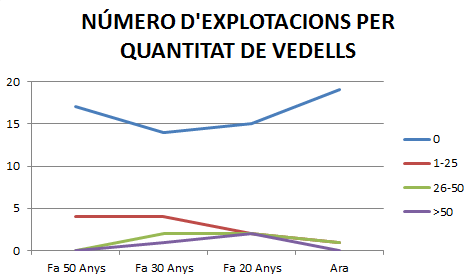 NÚMERO D'EXPLOTACIONS PER
QUANTITAT DE VEDELLS
20
15
10
5
0
Fa 50 Anys
Fa 30 Anys
Fa 20 Anys
Ara
0
1-25
26-50
>50